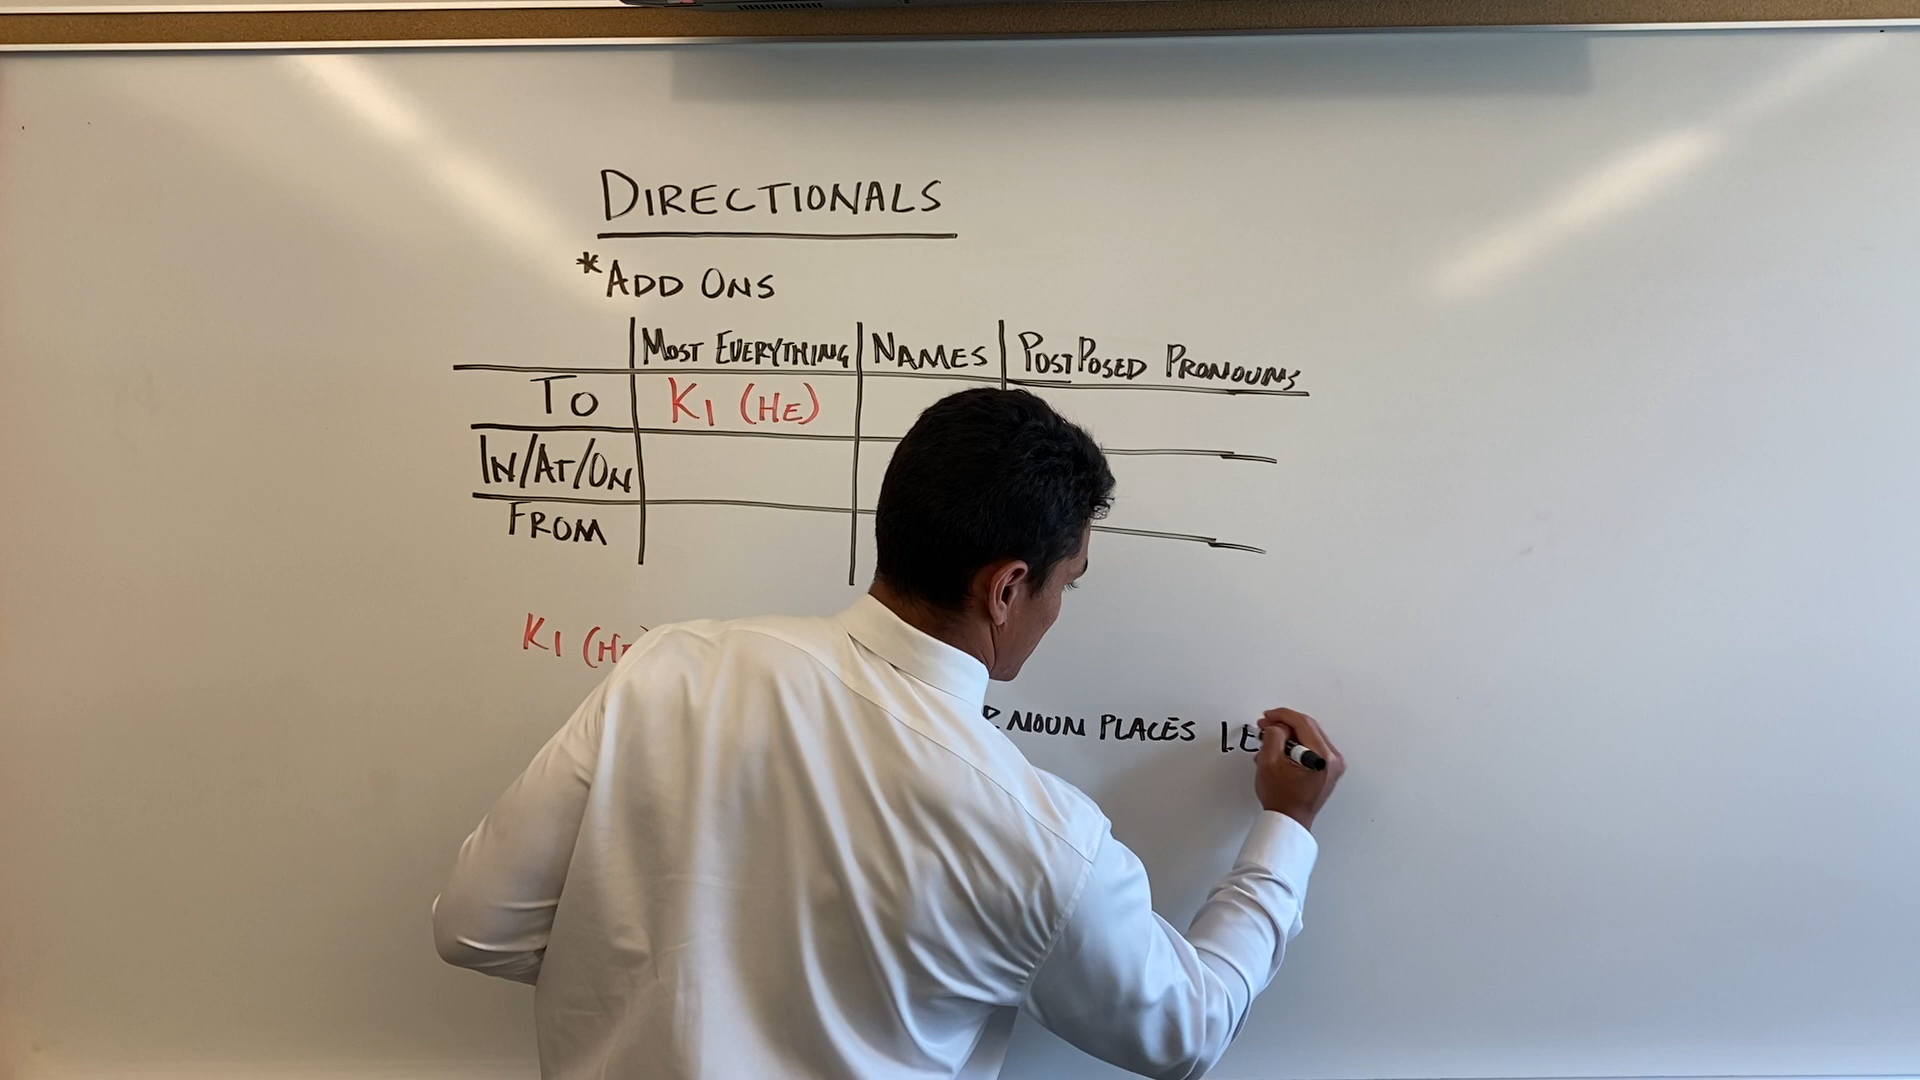 DIRECTIONALS
*ADD ONS
MOST EVERYTHING NAMES POSTPOSED PRONOUNS
TO KI (HE)
IN/AT/ON
FROM
KI
NOUN PLACES